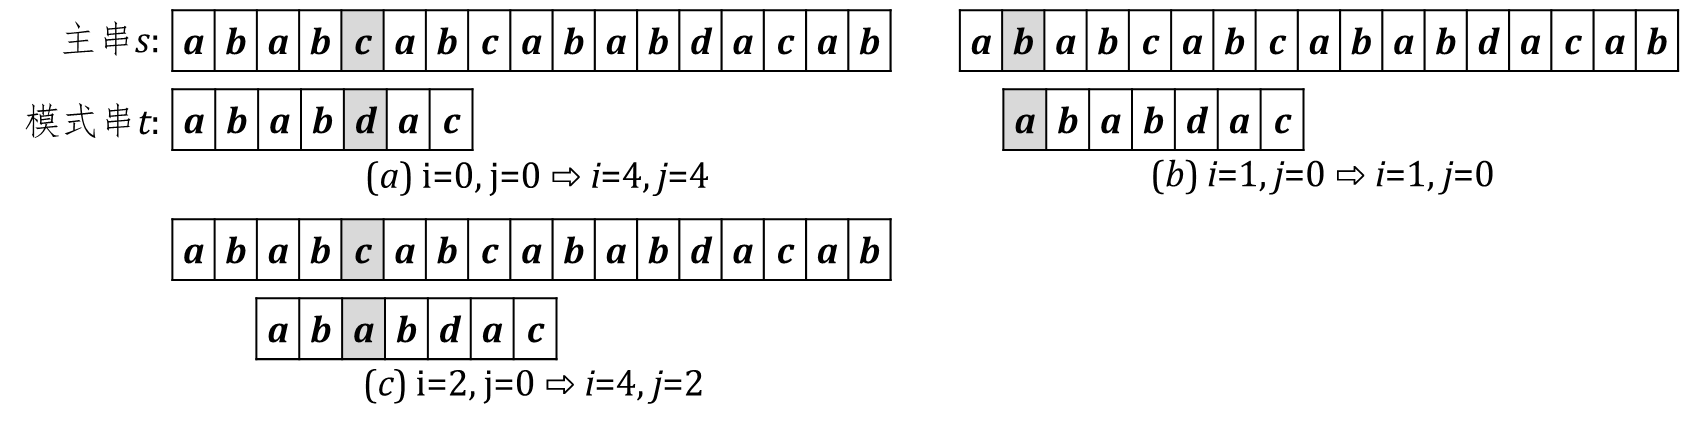 主串s: a b a b c a b c a b a b d a c a b
模式串t: a b a b d a c
(a) i=0, j=0 ⇨ i=4, j=4
a b a b c a b c a b a b d a c a b
a b a b d a c
(b) i=1, j=0 ⇨ i=1, j=0
a b a b c a b c a b a b d a c a b
a b a b d a c
(c) i=2, j=0 ⇨ i=4, j=2